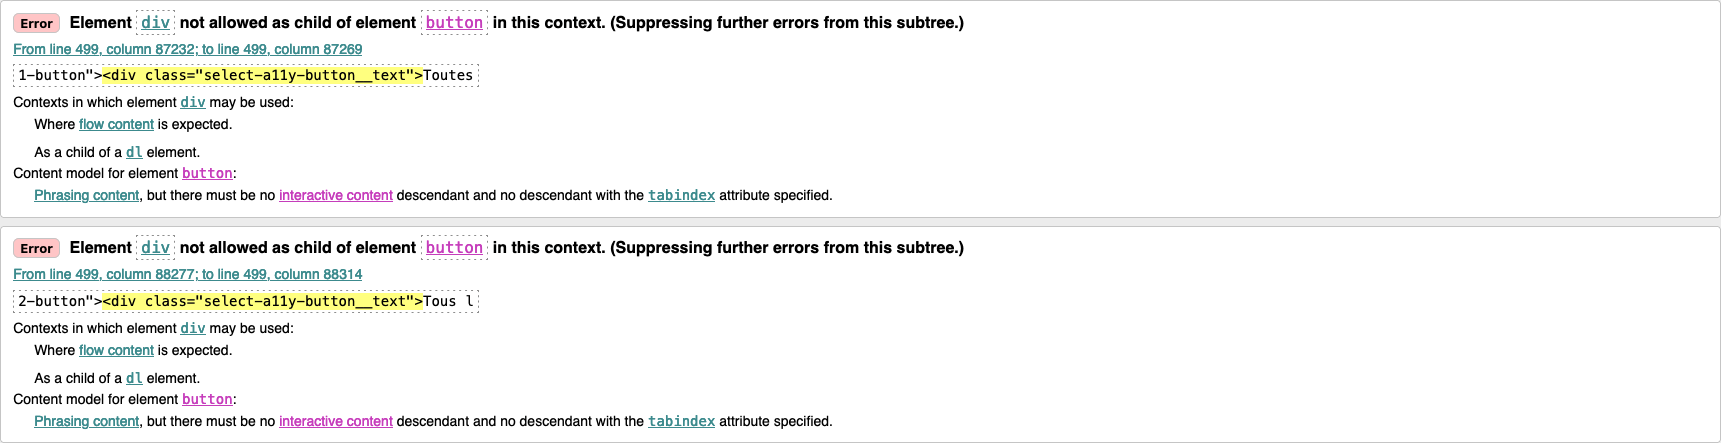 Error Element div not allowed as child of element button in this context. (Suppressing further errors from this subtree.)
From line 499, column 87232; to line 499, column 87269
1-button"><div class="select-a11y-button__text">Toutes
Contexts in which element div may be used:
Where flow content is expected.
As a child of a dl element.
Content model for element button:
Phrasing content, but there must be no interactive content descendant and no descendant with the tabindex attribute specified.
Error Element div not allowed as child of element button in this context. (Suppressing further errors from this subtree.)
From line 499, column 88277; to line 499, column 88314
2-button"><div class="select-a11y-button__text">Tous l
Contexts in which element div may be used:
Where flow content is expected.
As a child of a dl element.
Content model for element button:
Phrasing content, but there must be no interactive content descendant and no descendant with the tabindex attribute specified.